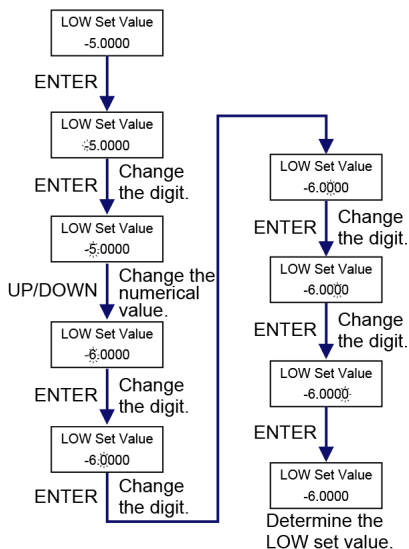 LOW Set Value
-5.0000
ENTER
LOW Set Value
-5.0000
ENTER
Change
the digit.
LOW Set Value
-5.0000
UP/DOWN
Change the
numerical
value.
LOW Set Value
-6.0000
ENTER
Change
the digit.
LOW Set Value
-6.0000
ENTER
Change
the digit.
LOW Set Value
-6.0000
ENTER
Change
the digit.
LOW Set Value
-6.0000
ENTER
Change
the digit.
LOW Set Value
-6.0000
ENTER
LOW Set Value
-6.0000
Determine the
LOW set value.